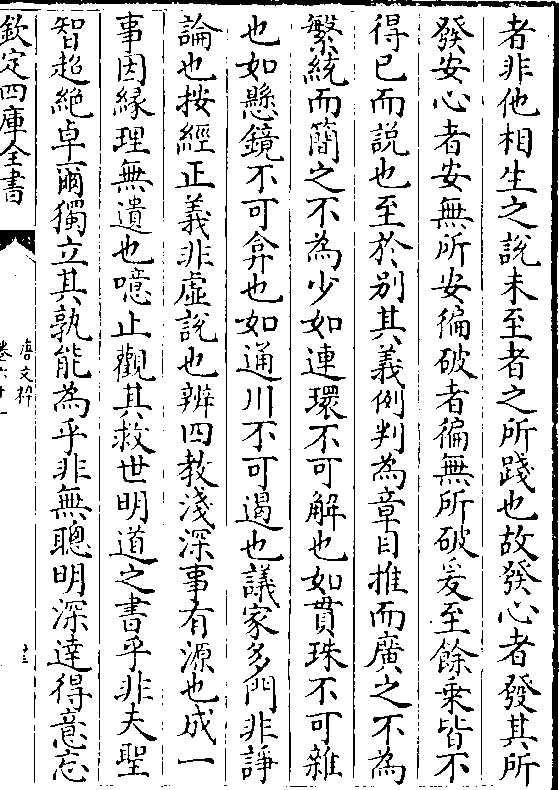 者非他相生之說未至者之所踐也故發心者發其所
發安心者安無所安徧破者徧無所破爰至餘乘皆不
得已而說也至於别其義例判為章目推而廣之不為
繁統而簡之不為少如連環不可解也如貫珠不可雜
也如懸鏡不可弇也如通川不可遏也議家多門非諍
論也按經正義非虛說也辨四教淺深事有源也成一
事因緣理無遺也噫止觀其救世明道之書乎非夫聖
智超絶卓爾獨立其孰能為乎非無聰明深達得意忘
欽定四庫全書
唐文粹
卷六十一